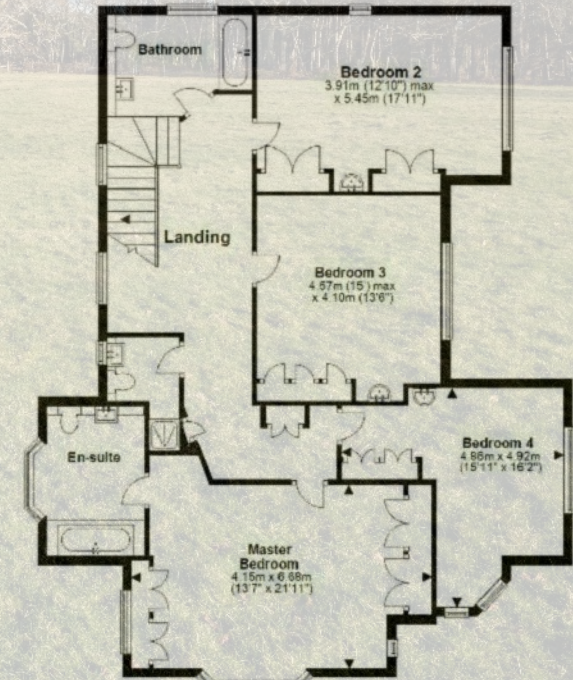 Bathroom
Bedroom 2
3.91m (12'10") max
x 5.45m (17'11")
Landing
Bedroom 3
4.57m (15') max
x 4.10m (13'6")
En-suite
Bedroom 4
4.86m x 4.92m
(15'11" x 16'2")
Master
Bedroom
4.15m x 6.68m
(13'7" x 21'11")